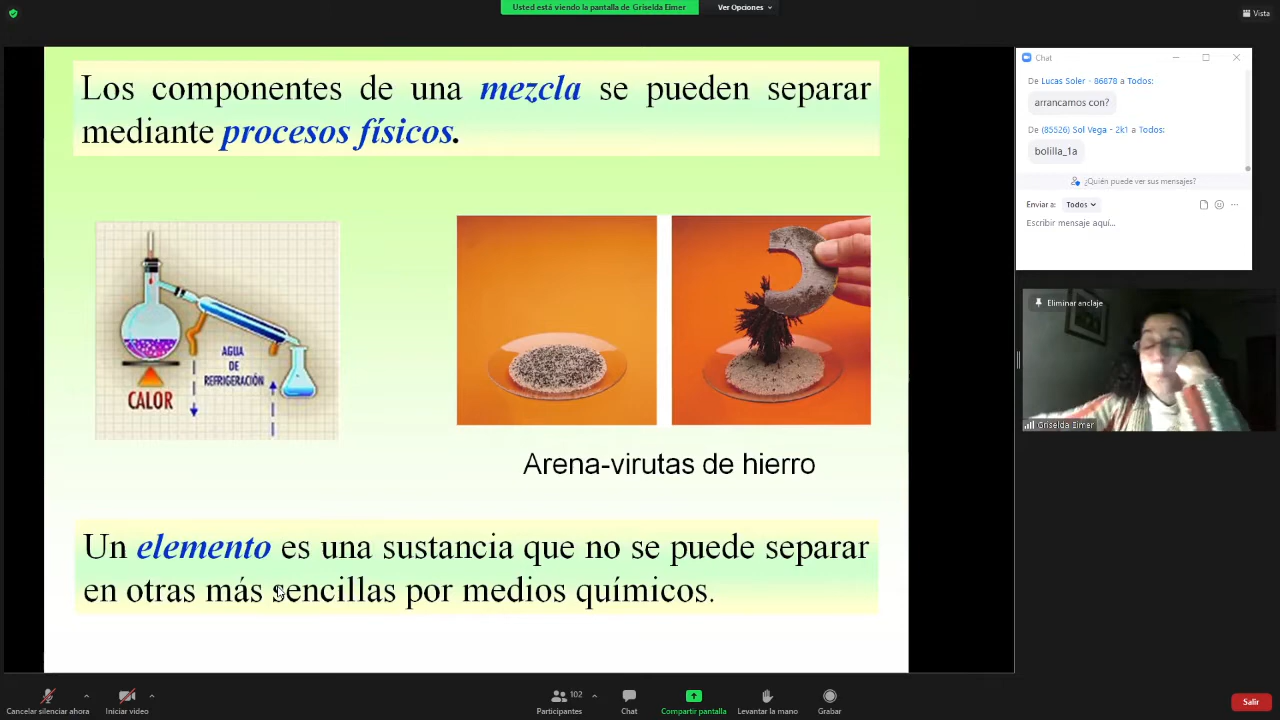 Usted está viendo la pantalla de Griselda Eimer
Ver Opciones
Vista
Los componentes de una mezcla se pueden separar
mediante procesos físicos.
AGUA
DE
REFRIGERACIÓN
CALOR
Arena-virutas de hierro
Un elemento es una sustancia que no se puede separar
en otras más sencillas por medios químicos.
Chat
De Lucas Soler - 86678 a Todos:
arrancamos con?
De (85526) Sol Vega - 2k1 a Todos:
bolilla_1a
¿Quién puede ver sus mensajes?
Enviar a: Todos
Escribir mensaje aquí...
Eliminar anclaje
Griselda Eimer
Cancelar silenciar ahora
Iniciar video
102
Participantes
Chat
Compartir pantalla
Levantar la mano
Grabar
Salir